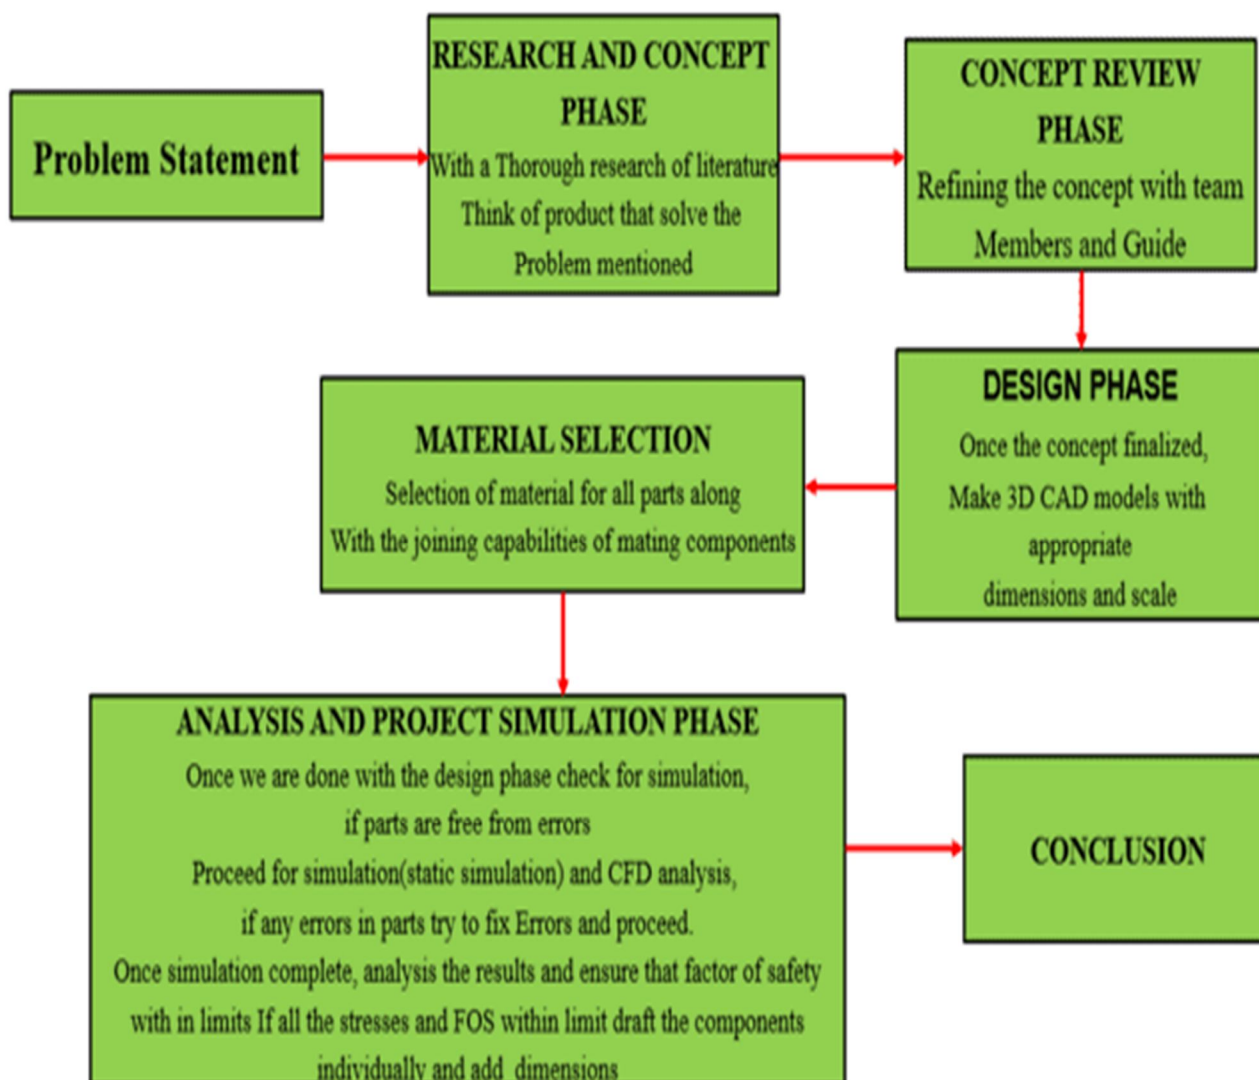 Problem Statement
RESEARCH AND CONCEPT
PHASE
With a Thorough research of literature
Think of product that solve the
Problem mentioned
CONCEPT REVIEW
PHASE
Refining the concept with team
Members and Guide
DESIGN PHASE
Once the concept finalized,
Make 3D CAD models with
appropriate
dimensions and scale
MATERIAL SELECTION
Selection of material for all parts along
With the joining capabilities of mating components
ANALYSIS AND PROJECT SIMULATION PHASE
Once we are done with the design phase check for simulation,
if parts are free from errors
Proceed for simulation(static simulation) and CFD analysis,
if any errors in parts try to fix Errors and proceed.
Once simulation complete, analysis the results and ensure that factor of safety
with in limits If all the stresses and FOS within limit draft the components
individually and add dimensions
CONCLUSION